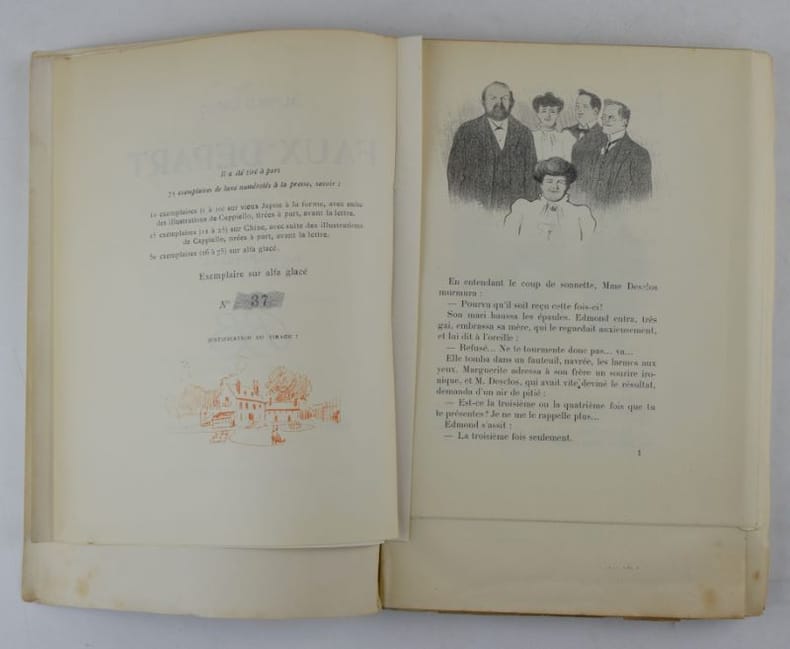 FAUX DÉPART
Il a été tiré à part
75 exemplaires de luxe numérotés à la presse, savoir :
10 exemplaires (1 à 10) sur vieux Japon à la forme, avec suite
des illustrations de Cappiello, tirées à part, avant la lettre.
15 exemplaires (11 à 25) sur Chine, avec suite des illustrations
de Cappiello, tirées à part, avant la lettre.
50 exemplaires (26 à 75) sur alfa glacé.
Exemplaire sur alfa glacé
N° 37
JUSTIFICATION DU TIRAGE :
En entendant le coup de sonnette, Mme Desclos
murmura :
— Pourvu qu'il soit reçu cette fois-ci!
Son mari haussa les épaules. Edmond entra, très
gai, embrassa sa mère, qui le regardait anxieusement,
et lui dit à l'oreille :
— Refusé... Ne te tourmente donc pas... va...
Elle tomba dans un fauteuil, navrée, les larmes aux
yeux. Marguerite adressa à son frère un sourire iro-
nique, et M. Desclos, qui avait vite deviné le résultat,
demanda d'un air de pitié :
— Est-ce la troisième ou la quatrième fois que tu
te présentes? Je ne me rappelle plus...
Edmond s'assit :
— La troisième fois seulement.
1